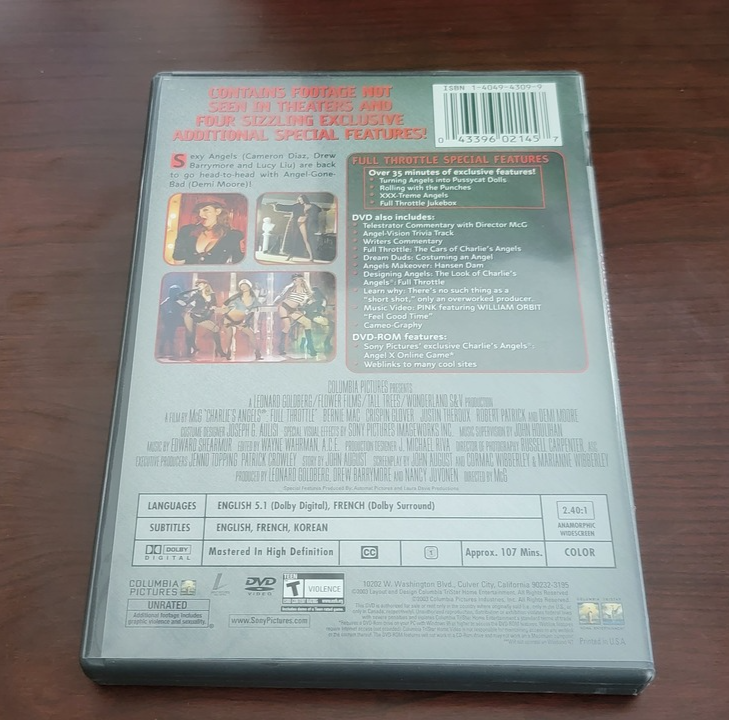 CONTAINS FOOTAGE NOT
SEEN IN THEATERS AND
FOUR SIZZLING EXCLUSIVE
ADDITIONAL SPECIAL FEATURES!
ISBN 1-4049-4309-9
0 43396 02145 7
Sexy Angels (Cameron Diaz, Drew
Barrymore and Lucy Liu) are back
to go head-to-head with Angel-Gone-
Bad (Demi Moore)!
FULL THROTTLE SPECIAL FEATURES
Over 35 minutes of exclusive features!
• Turning Angels into Pussycat Dolls
• Rolling with the Punches
• XXX-Treme Angels
• Full Throttle Jukebox
DVD also includes:
• Telestrator Commentary with Director McG
• Angel-Vision Trivia Track
• Writers Commentary
• Full Throttle: The Cars of Charlie's Angels
• Dream Duds: Costuming an Angel
• Angels Makeover: Hansen Dam
• Designing Angels: The Look of Charlie's
Angels: Full Throttle
• Learn why: There's no such thing as a
"short shot," only an overworked producer.
• Music Video: P!NK featuring WILLIAM ORBIT
"Feel Good Time"
• Cameo-Graphy
DVD-ROM features:
• Sony Pictures' exclusive Charlie's Angels:
Angel X Online Game*
• Weblinks to many cool sites
COLUMBIA PICTURES PRESENTS
A LEONARD GOLDBERG/FLOWER FILMS/TALL TREES/WONDERLAND S&V PRODUCTION
A FILM BY McG "CHARLIE'S ANGELS: FULL THROTTLE" BERNIE MAC CRISPIN GLOVER JUSTIN THEROUX ROBERT PATRICK AND DEMI MOORE
COSTUME DESIGNER JOSEPH G. AULISI SPECIAL VISUAL EFFECTS BY SONY PICTURES IMAGEWORKS INC. MUSIC SUPERVISION BY JOHN HOULIHAN
MUSIC BY EDWARD SHEARMUR EDITED BY WAYNE WAHRMAN, A.C.E. PRODUCTION DESIGNER J. MICHAEL RIVA DIRECTOR OF PHOTOGRAPHY RUSSELL CARPENTER, ASC
EXECUTIVE PRODUCERS JENNO TOPPING PATRICK CROWLEY STORY BY JOHN AUGUST SCREENPLAY BY JOHN AUGUST AND CORMAC WIBBERLEY & MARIANNE WIBBERLEY
PRODUCED BY LEONARD GOLDBERG, DREW BARRYMORE AND NANCY JUVONEN DIRECTED BY McG
LANGUAGES ENGLISH 5.1 (Dolby Digital), FRENCH (Dolby Surround)
SUBTITLES ENGLISH, FRENCH, KOREAN
2.40:1
ANAMORPHIC
WIDESCREEN
DOLBY
DIGITAL
Mastered In High Definition
CC
1
Approx. 107 Mins.
COLOR
COLUMBIA
PICTURES
DVD
VIDEO
TEEN
T
VIOLENCE
10202 W. Washington Blvd., Culver City, California 90232-3195
UNRATED
Additional footage includes
graphic violence and sexuality.
www.SonyPictures.com
Printed in U.S.A.